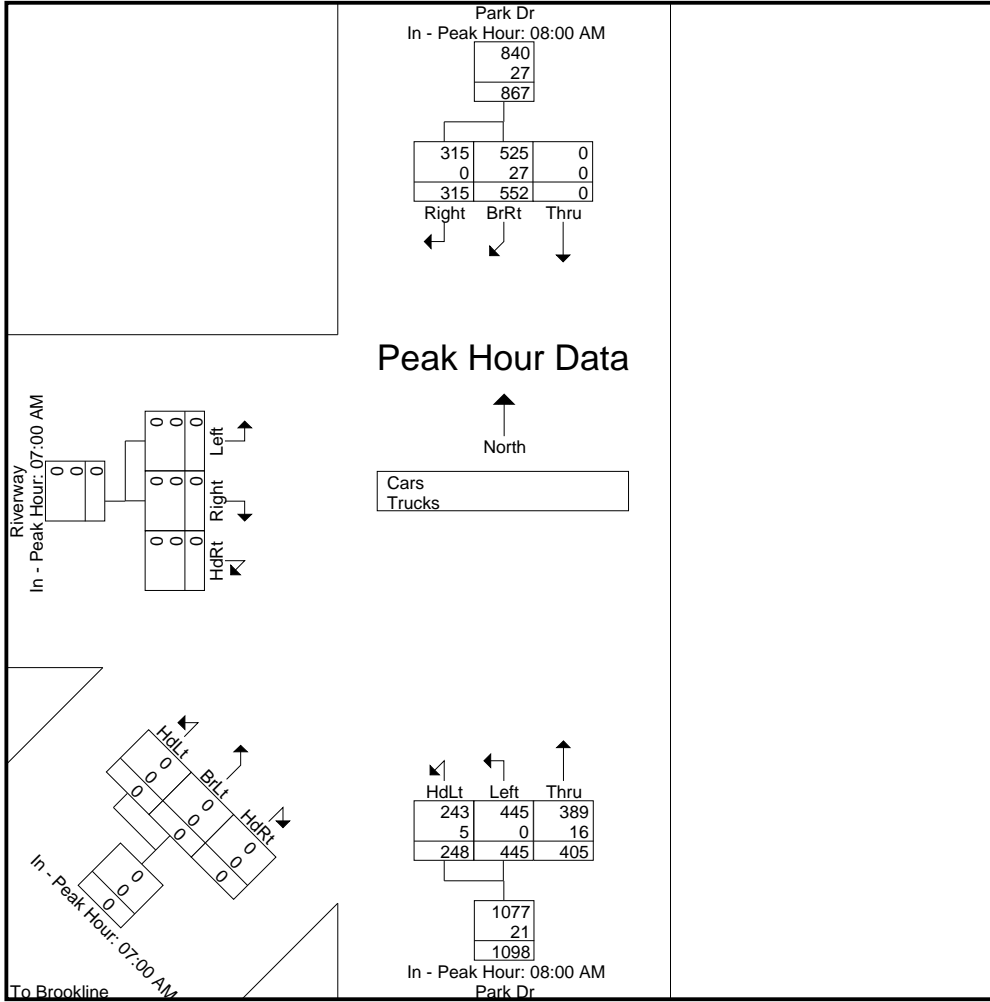 Park Dr
In - Peak Hour: 08:00 AM
840
27
867
315 525 0
0 27 0
315 552 0
Right BrRt Thru
Peak Hour Data
North
Cars
Trucks
Riverway
In - Peak Hour: 07:00 AM
0 0 0
0 0 0
Left
0 0 0
Right
0 0 0
HdRt
HdLt
0
0
0
BrLt
0
0
0
HdRt
0
0
0
0
0
0
In - Peak Hour: 07:00 AM
To Brookline
HdLt Left Thru
243 445 389
5 0 16
248 445 405
1077
21
1098
In - Peak Hour: 08:00 AM
Park Dr